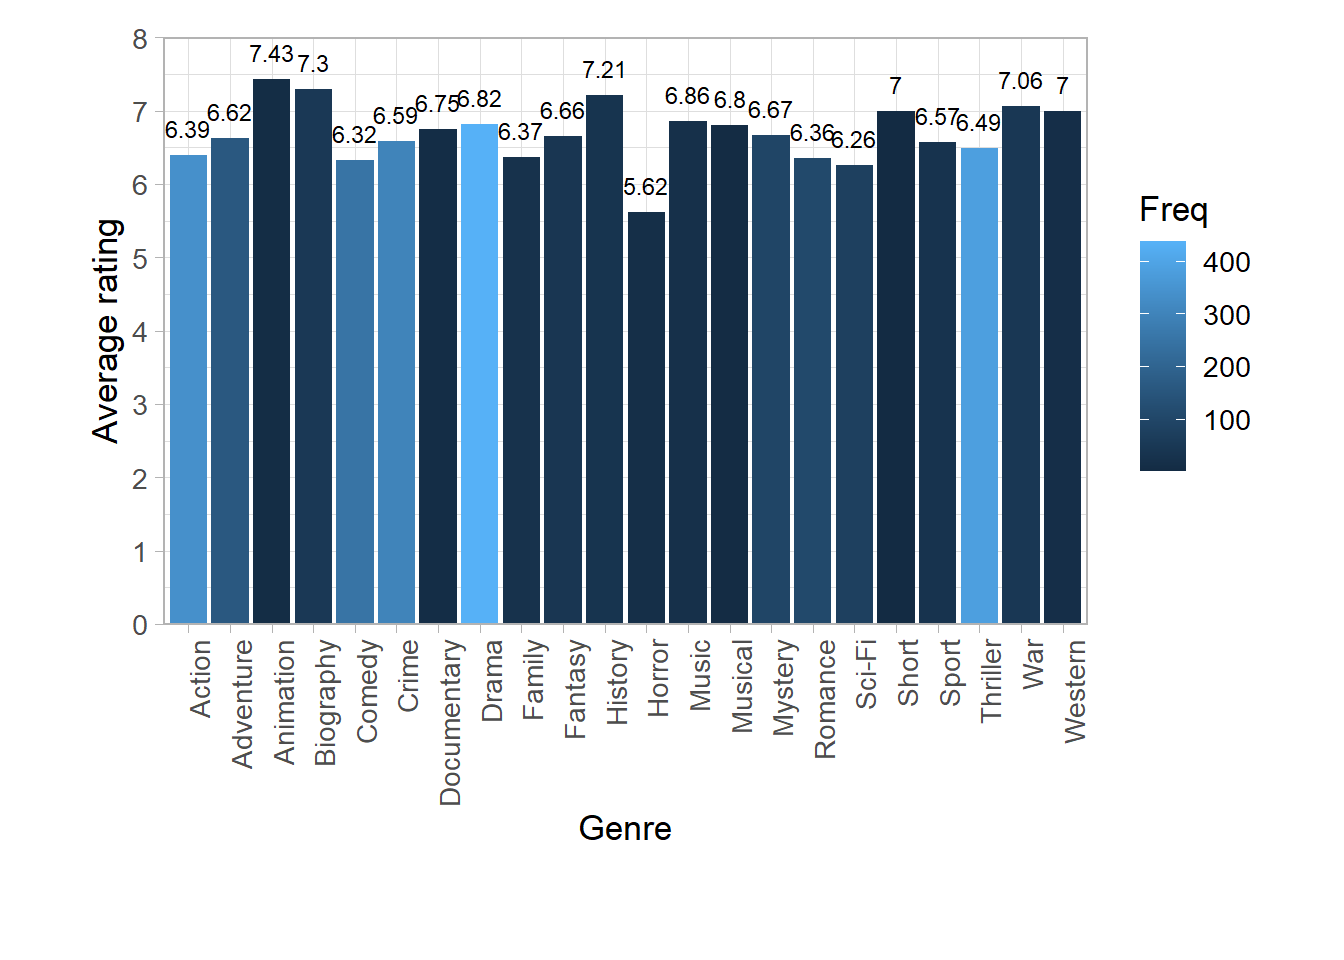 8
7
6
5
4
3
2
1
0
Average rating
6.39
6.62
7.43
7.3
6.32
6.59
6.75
6.82
6.37
6.66
7.21
5.62
6.86
6.8
6.67
6.36
6.26
7
6.57
6.49
7.06
7
Action
Adventure
Animation
Biography
Comedy
Crime
Documentary
Drama
Family
Fantasy
History
Horror
Music
Musical
Mystery
Romance
Sci-Fi
Short
Sport
Thriller
War
Western
Genre
Freq
400
300
200
100